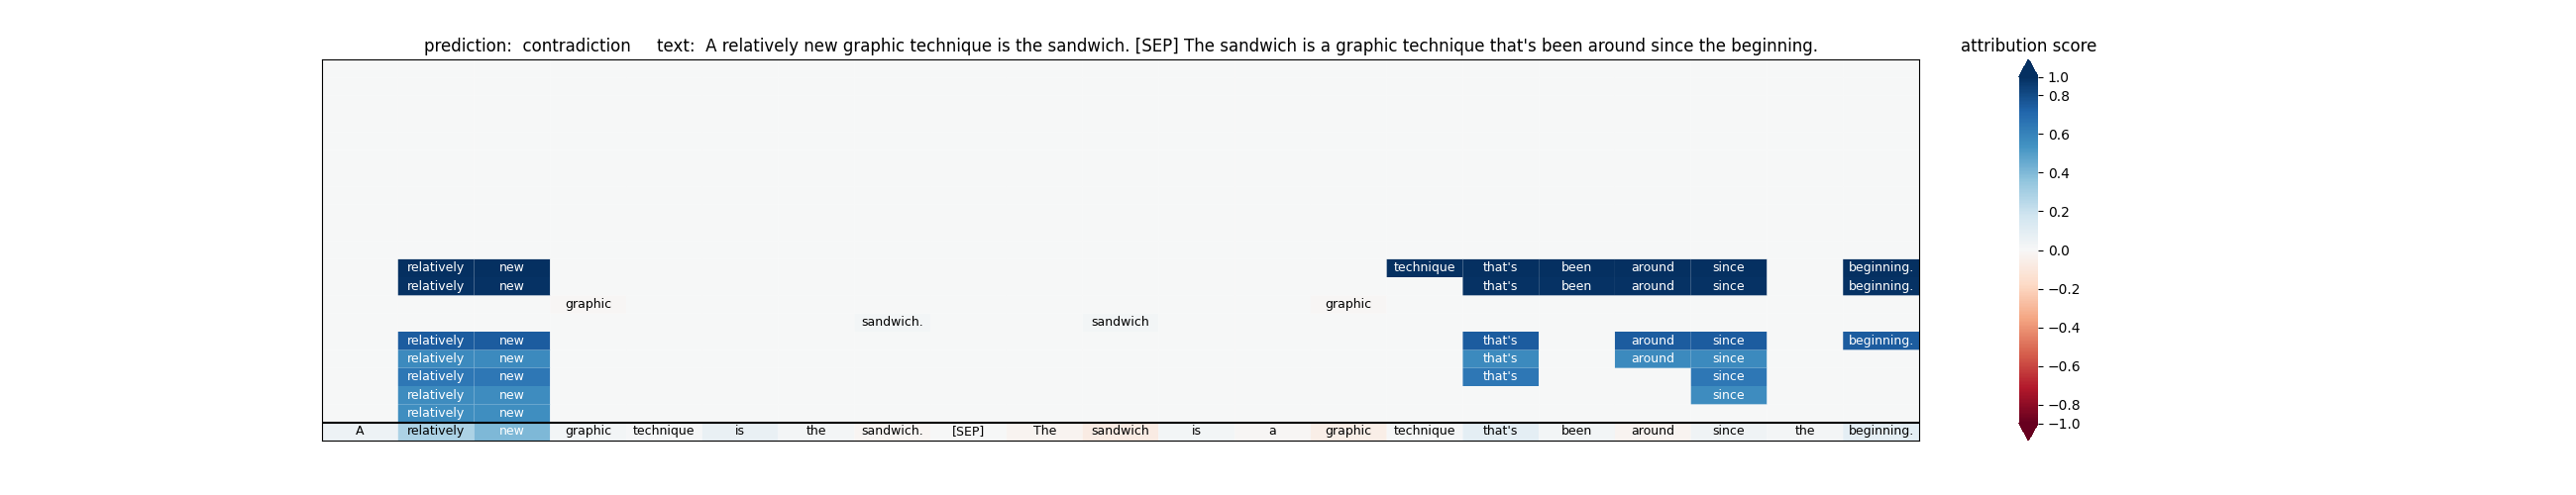 prediction:  contradiction     text:  A relatively new graphic technique is the sandwich. [SEP] The sandwich is a graphic technique that's been around since the beginning.
attribution score
relatively new technique that's been around since beginning.
relatively new that's been around since beginning.
graphic graphic
sandwich. sandwich
relatively new that's around since beginning.
relatively new that's around since
relatively new that's since
relatively new since
relatively new
A relatively new graphic technique is the sandwich. [SEP] The sandwich is a graphic technique that's been around since the beginning.
1.0
0.8
0.6
0.4
0.2
0.0
−0.2
−0.4
−0.6
−0.8
−1.0